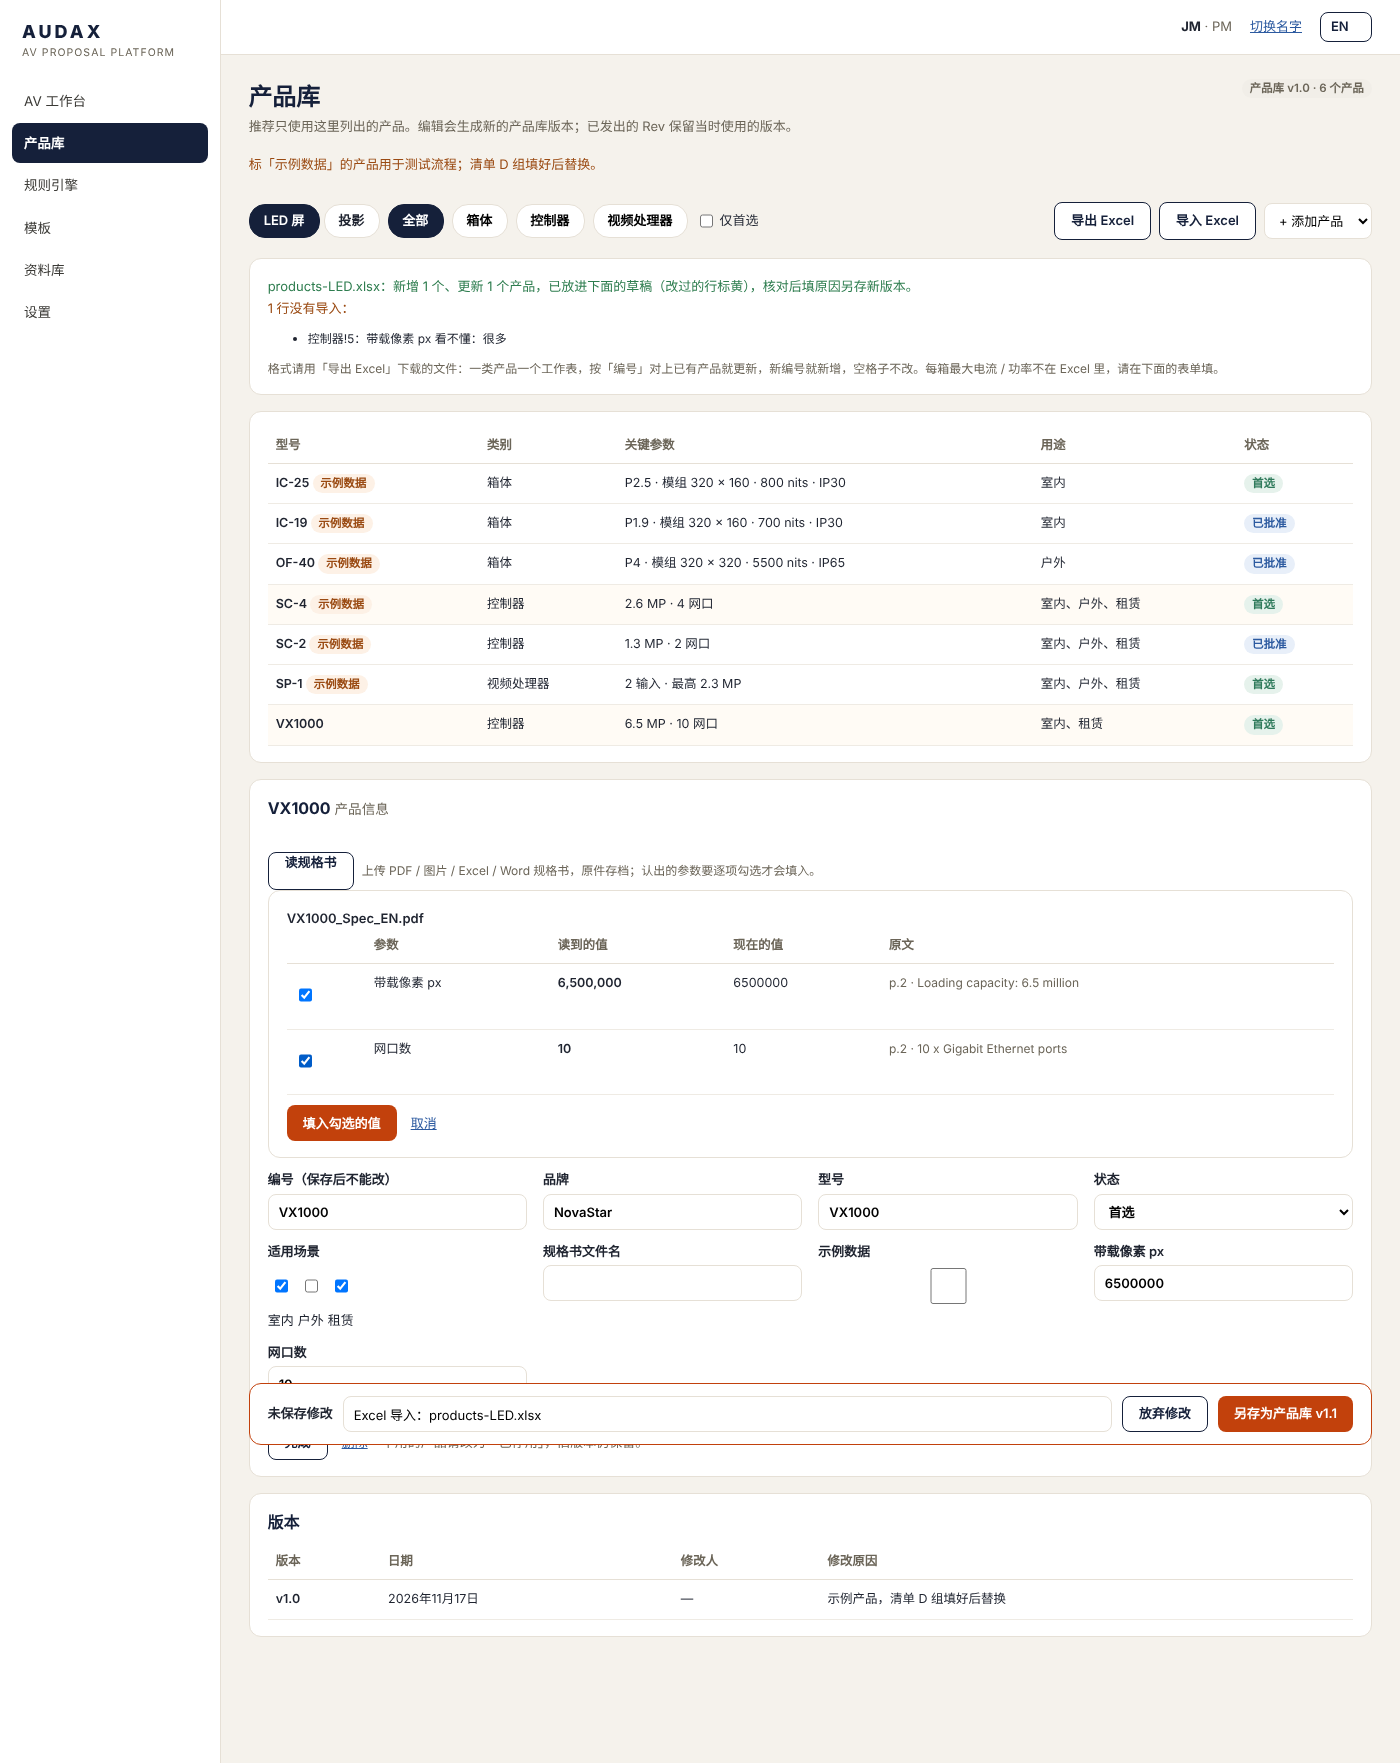 AUDAX
AV PROPOSAL PLATFORM
AV 工作台
产品库
规则引擎
模板
资料库
设置
JM · PM 切换名字 EN
产品库
产品库 v1.0 · 6 个产品
推荐只使用这里列出的产品。编辑会生成新的产品库版本；已发出的 Rev 保留当时使用的版本。
标「示例数据」的产品用于测试流程；清单 D 组填好后替换。
LED 屏 投影 全部 箱体 控制器 视频处理器 仅首选 导出 Excel 导入 Excel + 添加产品
products-LED.xlsx：新增 1 个、更新 1 个产品，已放进下面的草稿（改过的行标黄），核对后填原因另存新版本。
1 行没有导入：
• 控制器!5：带载像素 px 看不懂：很多
格式请用「导出 Excel」下载的文件：一类产品一个工作表，按「编号」对上已有产品就更新，新编号就新增，空格子不改。每箱最大电流 / 功率不在 Excel 里，请在下面的表单填。
型号 类别 关键参数 用途 状态
IC-25 示例数据 箱体 P2.5 · 模组 320 × 160 · 800 nits · IP30 室内 首选
IC-19 示例数据 箱体 P1.9 · 模组 320 × 160 · 700 nits · IP30 室内 已批准
OF-40 示例数据 箱体 P4 · 模组 320 × 320 · 5500 nits · IP65 户外 已批准
SC-4 示例数据 控制器 2.6 MP · 4 网口 室内、户外、租赁 首选
SC-2 示例数据 控制器 1.3 MP · 2 网口 室内、户外、租赁 已批准
SP-1 示例数据 视频处理器 2 输入 · 最高 2.3 MP 室内、户外、租赁 首选
VX1000 控制器 6.5 MP · 10 网口 室内、租赁 首选
VX1000 产品信息
读规格书 上传 PDF / 图片 / Excel / Word 规格书，原件存档；认出的参数要逐项勾选才会填入。
VX1000_Spec_EN.pdf
参数 读到的值 现在的值 原文
带载像素 px 6,500,000 6500000 p.2 · Loading capacity: 6.5 million
网口数 10 10 p.2 · 10 x Gigabit Ethernet ports
填入勾选的值 取消
编号（保存后不能改） 品牌 型号 状态
VX1000 NovaStar VX1000 首选
适用场景 规格书文件名 示例数据 带载像素 px
6500000
室内 户外 租赁
网口数
未保存修改 Excel 导入：products-LED.xlsx 放弃修改 另存为产品库 v1.1
版本
版本 日期 修改人 修改原因
v1.0 2026年11月17日 — 示例产品，清单 D 组填好后替换